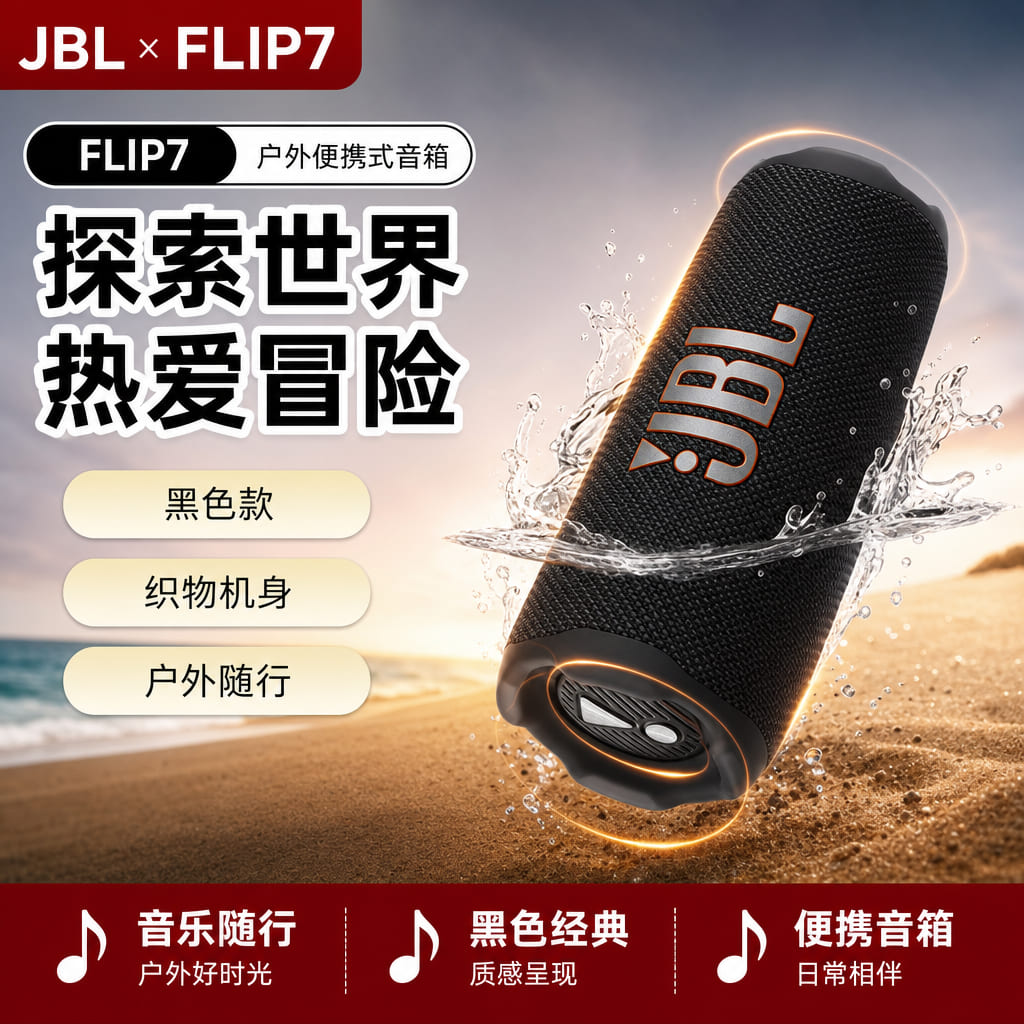 JBL × FLIP7
FLIP7 户外便携式音箱
探索世界
热爱冒险
黑色款
织物机身
户外随行
JBL
音乐随行
户外好时光
黑色经典
质感呈现
便携音箱
日常相伴